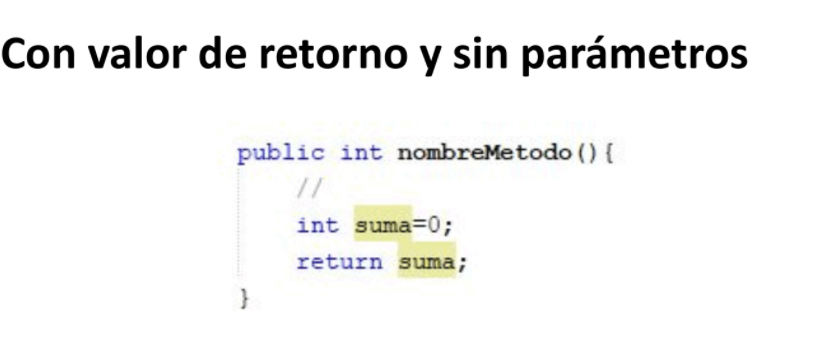 Con valor de retorno y sin parámetros
public int nombreMetodo(){
//
int suma=0;
return suma;
}